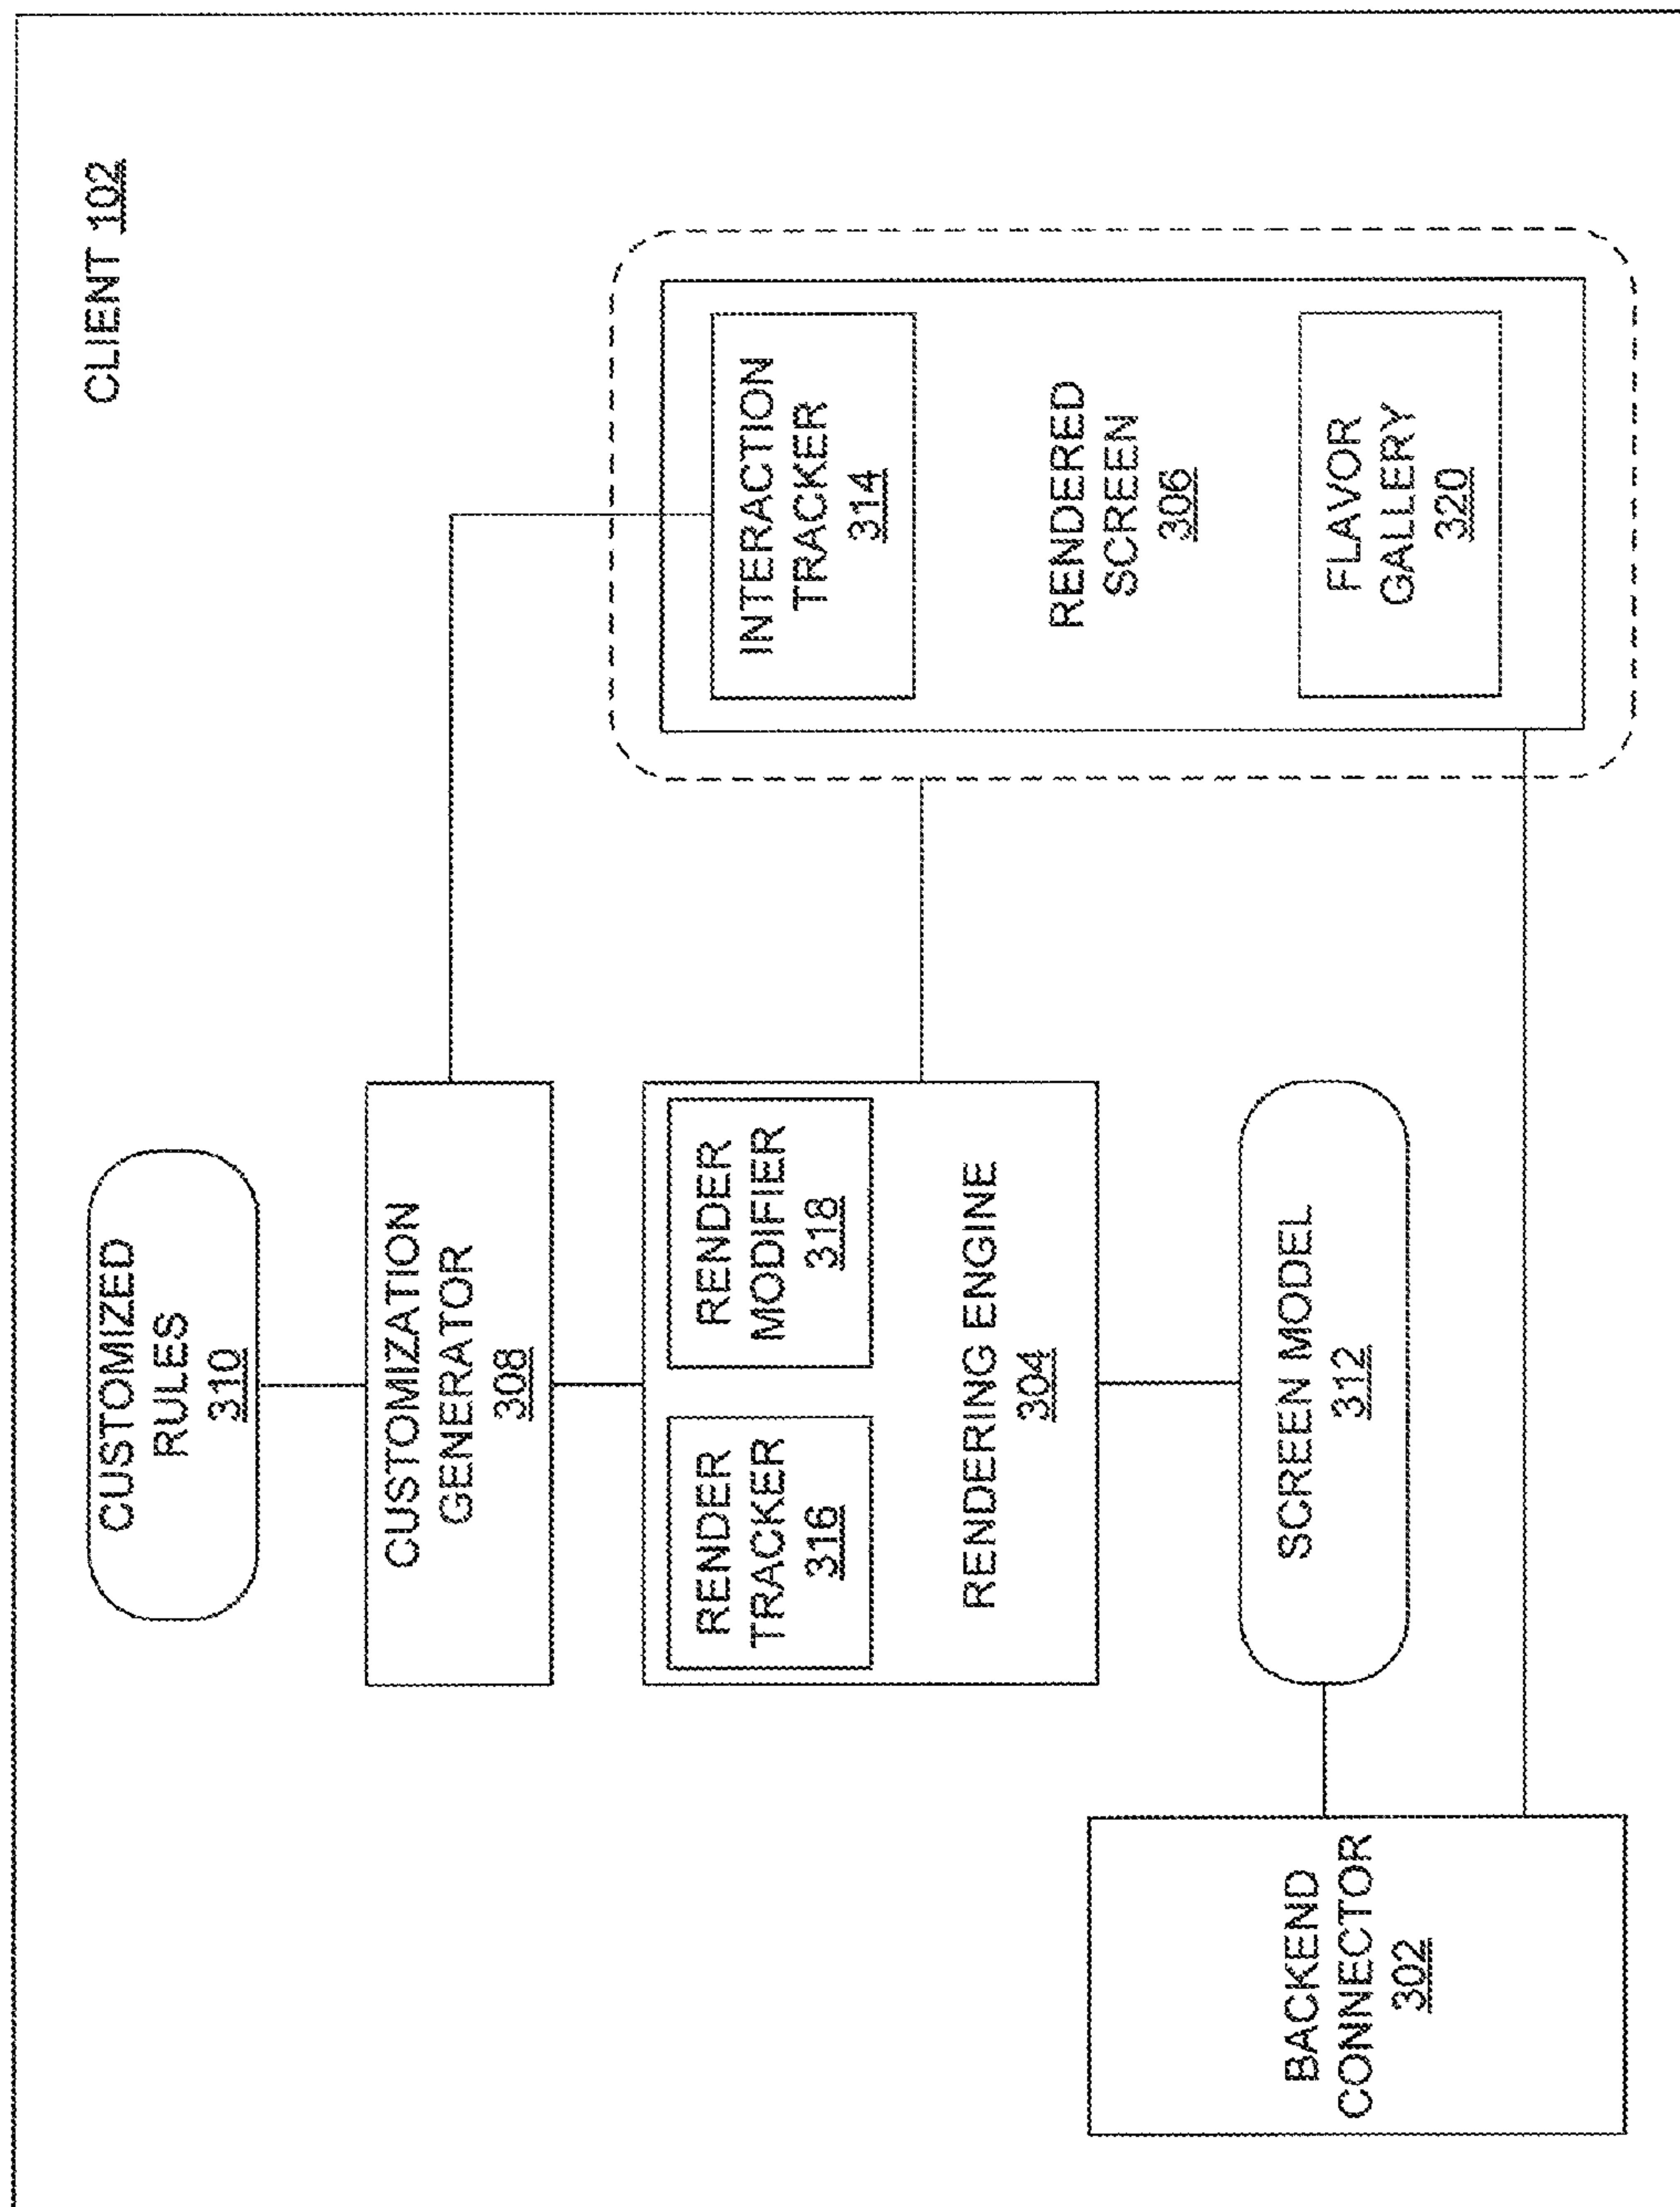 CLIENT 102
CUSTOMIZED
RULES
310
CUSTOMIZATION
GENERATOR
308
RENDER
TRACKER
316
RENDER
MODIFIER
318
RENDERING ENGINE
304
SCREEN MODEL
312
BACKEND
CONNECTOR
302
INTERACTION
TRACKER
314
RENDERED
SCREEN
306
FLAVOR
GALLERY
320